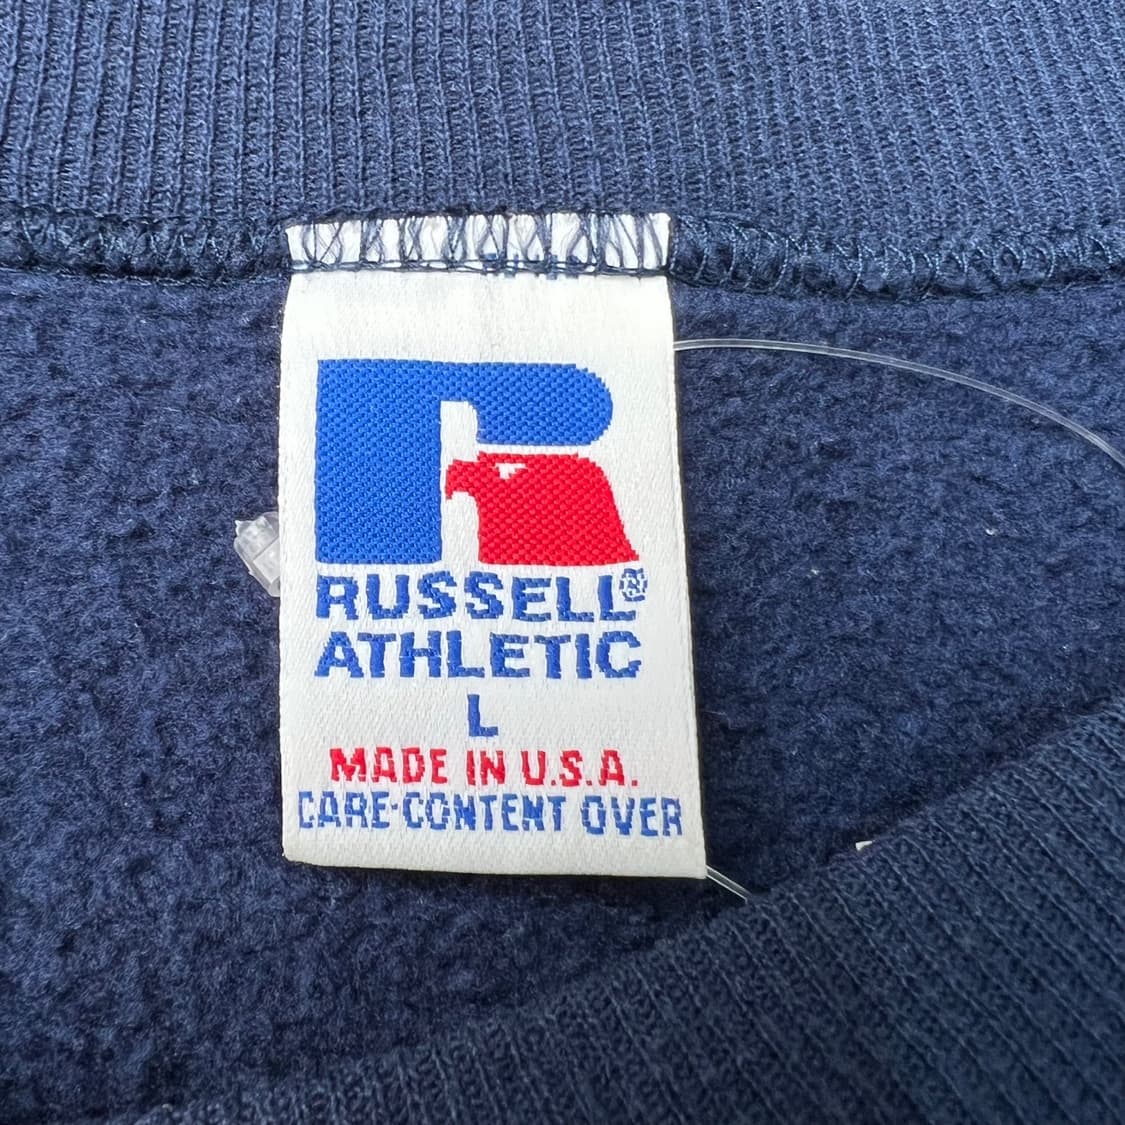 RUSSELL®
ATHLETIC
L
MADE IN U.S.A.
CARE·CONTENT OVER